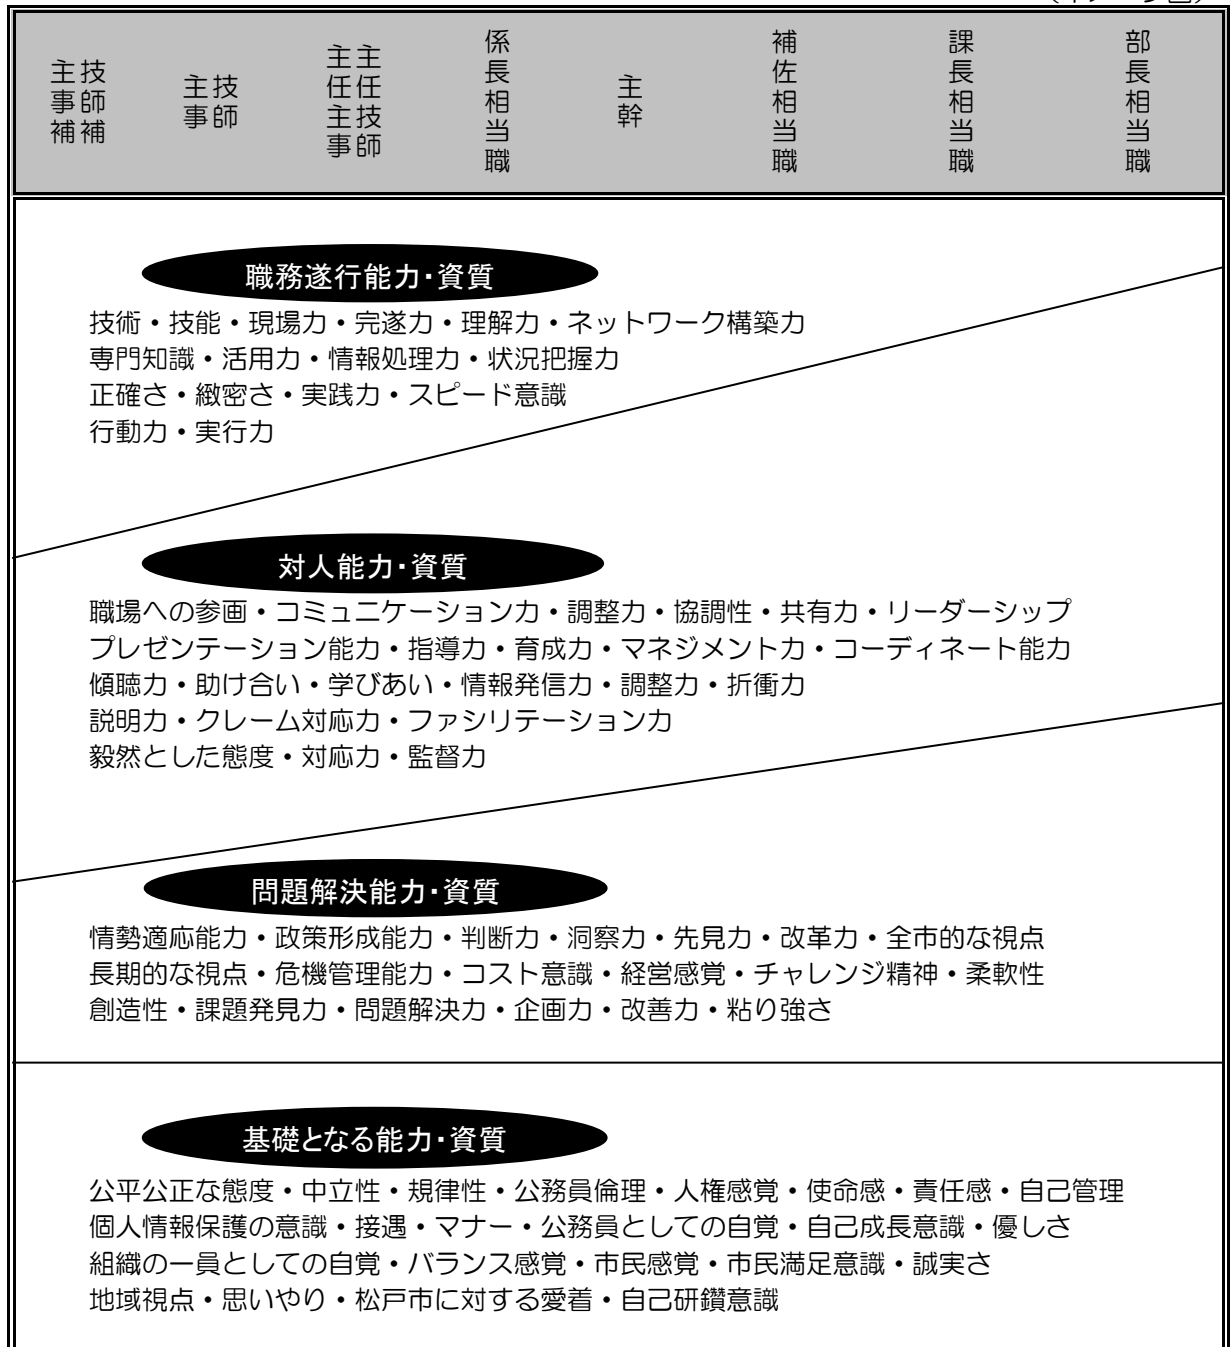 主事補
技師補
主事
技師
主任主事
主任技師
係長相当職
主幹
補佐相当職
課長相当職
部長相当職
職務遂行能力・資質
技術・技能・現場力・完遂力・理解力・ネットワーク構築力
専門知識・活用力・情報処理力・状況把握力
正確さ・緻密さ・実践力・スピード意識
行動力・実行力
対人能力・資質
職場への参画・コミュニケーション力・調整力・協調性・共有力・リーダーシップ
プレゼンテーション能力・指導力・育成力・マネジメント力・コーディネート能力
傾聴力・助け合い・学びあい・情報発信力・調整力・折衝力
説明力・クレーム対応力・ファシリテーション力
毅然とした態度・対応力・監督力
問題解決能力・資質
情勢適応能力・政策形成能力・判断力・洞察力・先見力・改革力・全市的な視点
長期的な視点・危機管理能力・コスト意識・経営感覚・チャレンジ精神・柔軟性
創造性・課題発見力・問題解決力・企画力・改善力・粘り強さ
基礎となる能力・資質
公平公正な態度・中立性・規律性・公務員倫理・人権感覚・使命感・責任感・自己管理
個人情報保護の意識・接遇・マナー・公務員としての自覚・自己成長意識・優しさ
組織の一員としての自覚・バランス感覚・市民感覚・市民満足意識・誠実さ
地域視点・思いやり・松戸市に対する愛着・自己研鑽意識